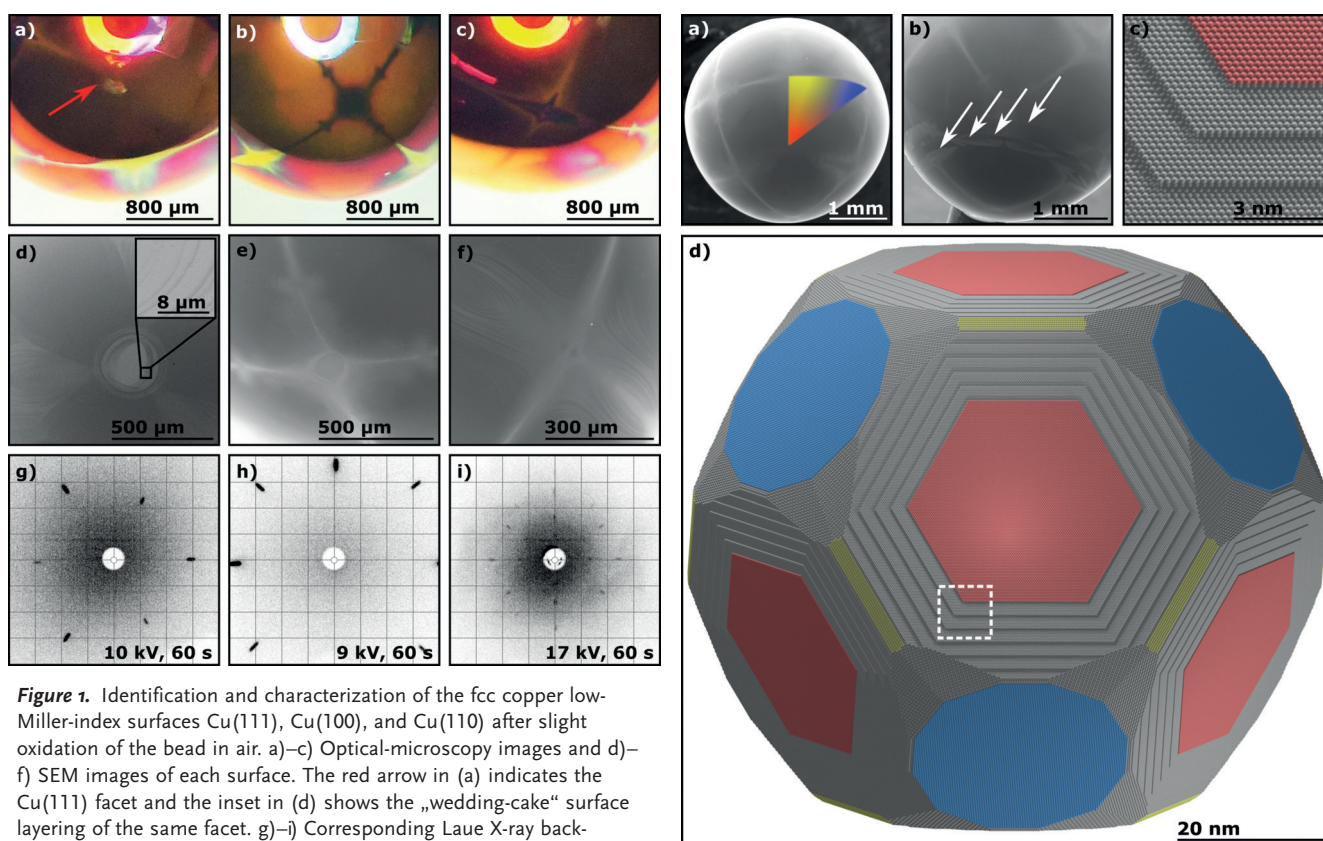 a)
b)
c)
800 µm
800 µm
800 µm
d)
8 µm
500 µm
e)
500 µm
f)
300 µm
g)
10 kV, 60 s
h)
9 kV, 60 s
i)
17 kV, 60 s
Figure 1. Identification and characterization of the fcc copper low-
Miller-index surfaces Cu(111), Cu(100), and Cu(110) after slight
oxidation of the bead in air. a)–c) Optical-microscopy images and d)–
f) SEM images of each surface. The red arrow in (a) indicates the
Cu(111) facet and the inset in (d) shows the „wedding-cake“ surface
layering of the same facet. g)–i) Corresponding Laue X-ray back-
a)
1 mm
b)
1 mm
c)
3 nm
d)
20 nm